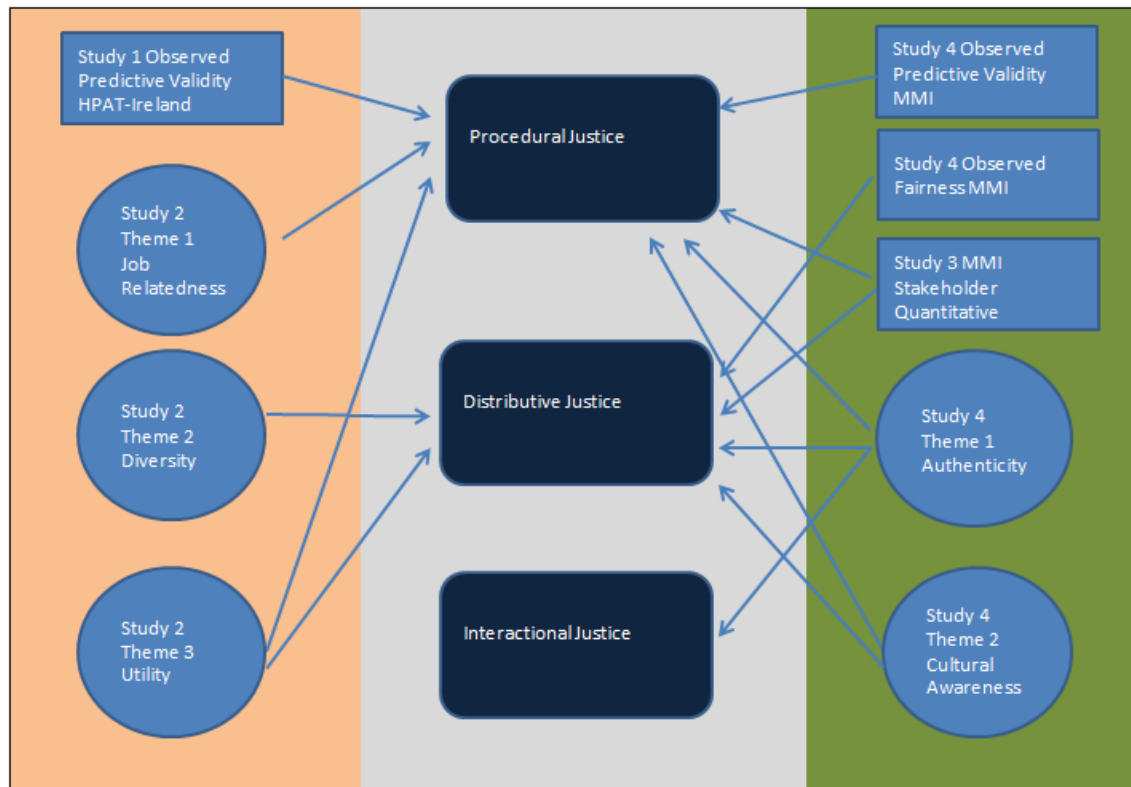 Study 1 Observed
Predictive Validity
HPAT-Ireland
Study 2
Theme 1
Job
Relatedness
Study 2
Theme 2
Diversity
Study 2
Theme 3
Utility
Procedural Justice
Distributive Justice
Interactional Justice
Study 4 Observed
Predictive Validity
MMI
Study 4 Observed
Fairness MMI
Study 3 MMI
Stakeholder
Quantitative
Study 4
Theme 1
Authenticity
Study 4
Theme 2
Cultural
Awareness